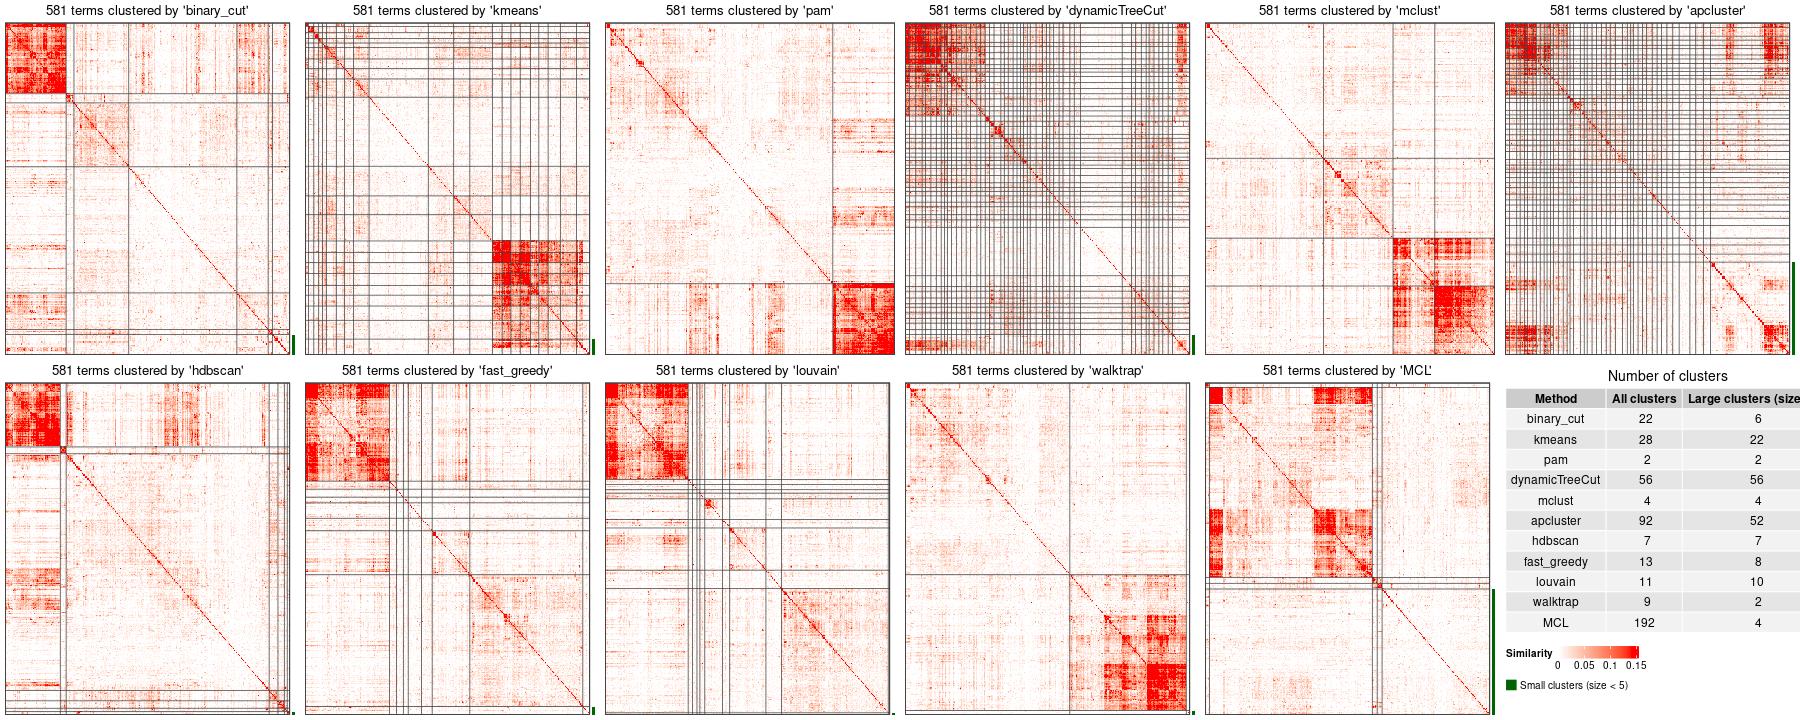 581 terms clustered by 'binary_cut'
581 terms clustered by 'kmeans'
581 terms clustered by 'pam'
581 terms clustered by 'dynamicTreeCut'
581 terms clustered by 'mclust'
581 terms clustered by 'apcluster'
581 terms clustered by 'hdbscan'
581 terms clustered by 'fast_greedy'
581 terms clustered by 'louvain'
581 terms clustered by 'walktrap'
581 terms clustered by 'MCL'
Number of clusters
Method All clusters Large clusters (size
binary_cut 22 6
kmeans 28 22
pam 2 2
dynamicTreeCut 56 56
mclust 4 4
apcluster 92 52
hdbscan 7 7
fast_greedy 13 8
louvain 11 10
walktrap 9 2
MCL 192 4
Similarity
0 0.05 0.1 0.15
Small clusters (size < 5)